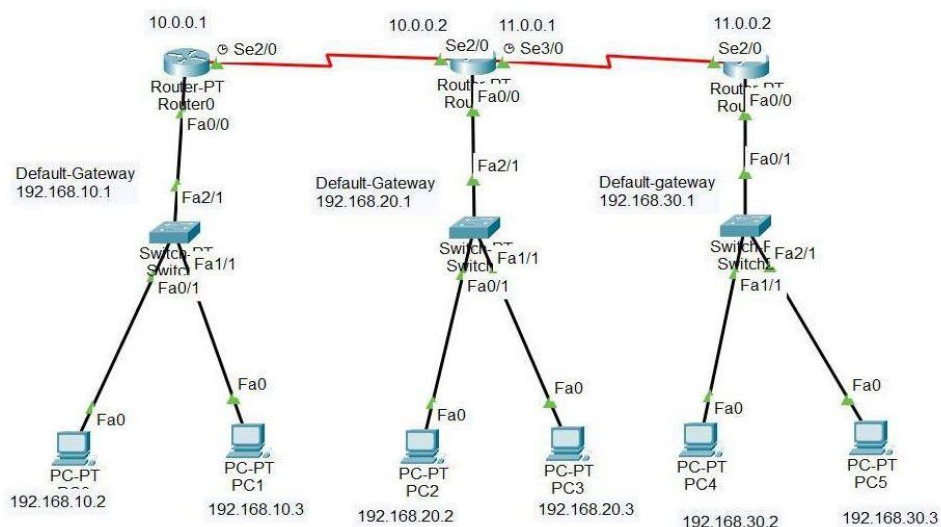 10.0.0.1
10.0.0.2
11.0.0.1
11.0.0.2
Se2/0
Se2/0
Se3/0
Se2/0
Router-PT
Router0
Fa0/0
Fa0/0
Fa0/0
Default-Gateway
192.168.10.1
Fa2/1
Default-Gateway
192.168.20.1
Fa2/1
Default-gateway
192.168.30.1
Fa0/1
Fa1/1
Fa0/1
Fa1/1
Fa0/1
Fa2/1
Fa1/1
Fa0
Fa0
Fa0
Fa0
Fa0
Fa0
PC-PT
192.168.10.2
PC-PT
PC1
192.168.10.3
PC-PT
PC2
192.168.20.2
PC-PT
PC3
192.168.20.3
PC-PT
PC4
192.168.30.2
PC-PT
PC5
192.168.30.3